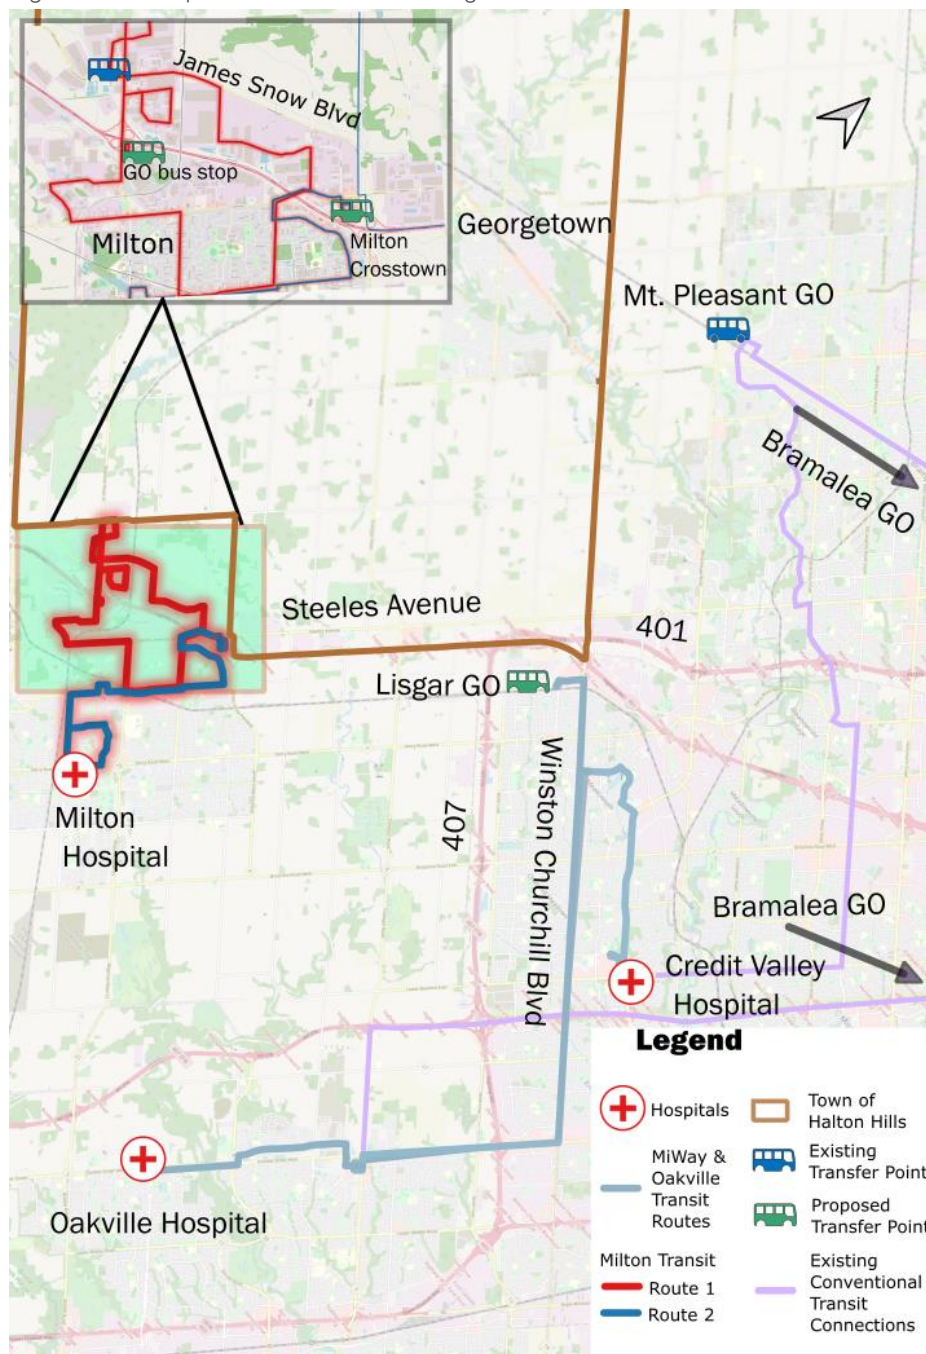 James Snow Blvd
GO bus stop
Milton
Milton
Crosstown
Georgetown
Mt. Pleasant GO
Bramalea GO
Steeles Avenue
401
Lisgar GO
Winston Churchill Blvd
407
Milton
Hospital
Bramalea GO
Credit Valley
Hospital
Oakville Hospital
Legend
Hospitals
MiWay &
Oakville
Transit
Routes
Milton Transit
Route 1
Route 2
Town of
Halton Hills
Existing
Transfer Point
Proposed
Transfer Point
Existing
Conventional
Transit
Connections